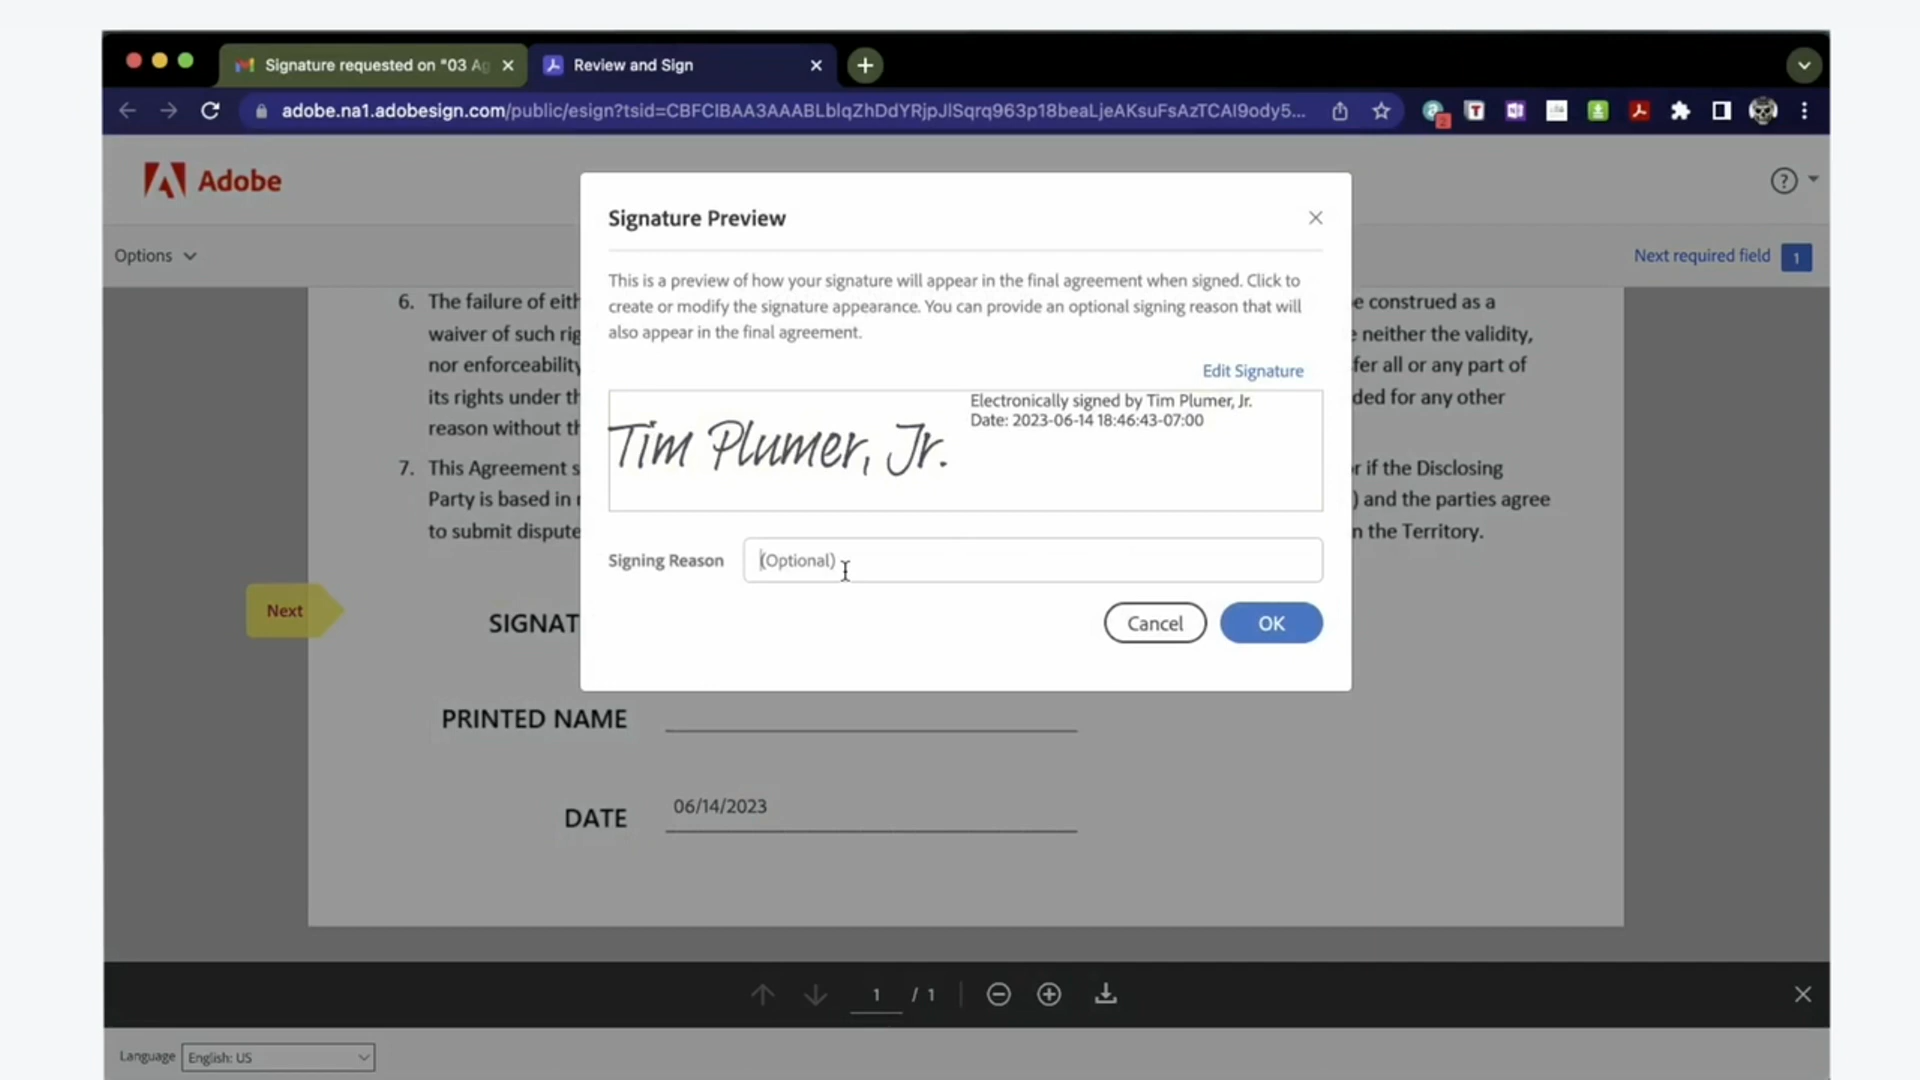 Signature requested on "03 Ag
Review and Sign
adobe.na1.adobesign.com/public/esign?tsid=CBFCIBAA3AAABLblqZhDdYRjpJlSqrq963p18beaLjeAKsuFsAzTCAI9ody5...
2
T
Adobe
?
Options
Next required field 1
Signature Preview
This is a preview of how your signature will appear in the final agreement when signed. Click to
create or modify the signature appearance. You can provide an optional signing reason that will
also appear in the final agreement.
Edit Signature
Tim Plumer, Jr.
Electronically signed by Tim Plumer, Jr.
Date: 2023-06-14 18:46:43-07:00
Signing Reason (Optional)
Cancel OK
6. The failure of eith e construed as a
waiver of such rig e neither the validity,
nor enforceability fer all or any part of
its rights under th ded for any other
reason without th
7. This Agreement s r if the Disclosing
Party is based in ) and the parties agree
to submit dispute n the Territory.
Next
SIGNAT
PRINTED NAME
DATE 06/14/2023
1 / 1
Language English: US